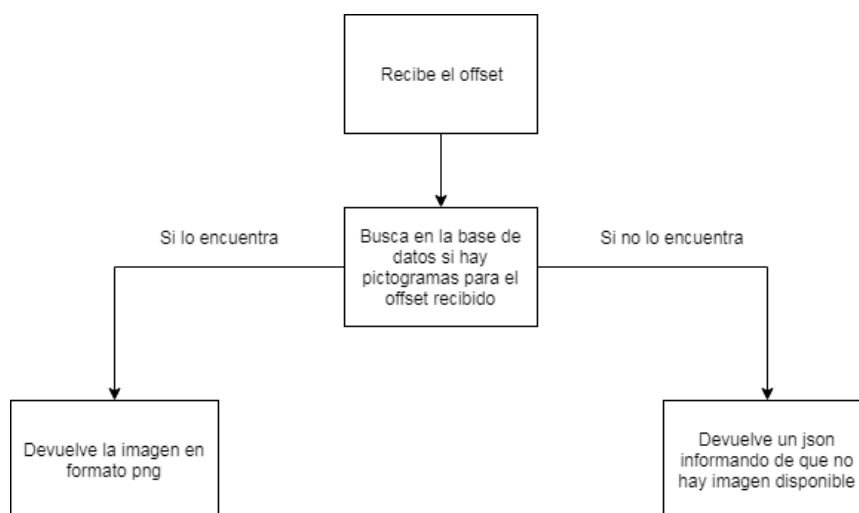 Recibe el offset
Si lo encuentra
Busca en la base de
datos si hay
pictogramas para el
offset recibido
Si no lo encuentra
Devuelve la imagen en
formato png
Devuelve un json
informando de que no
hay imagen disponible